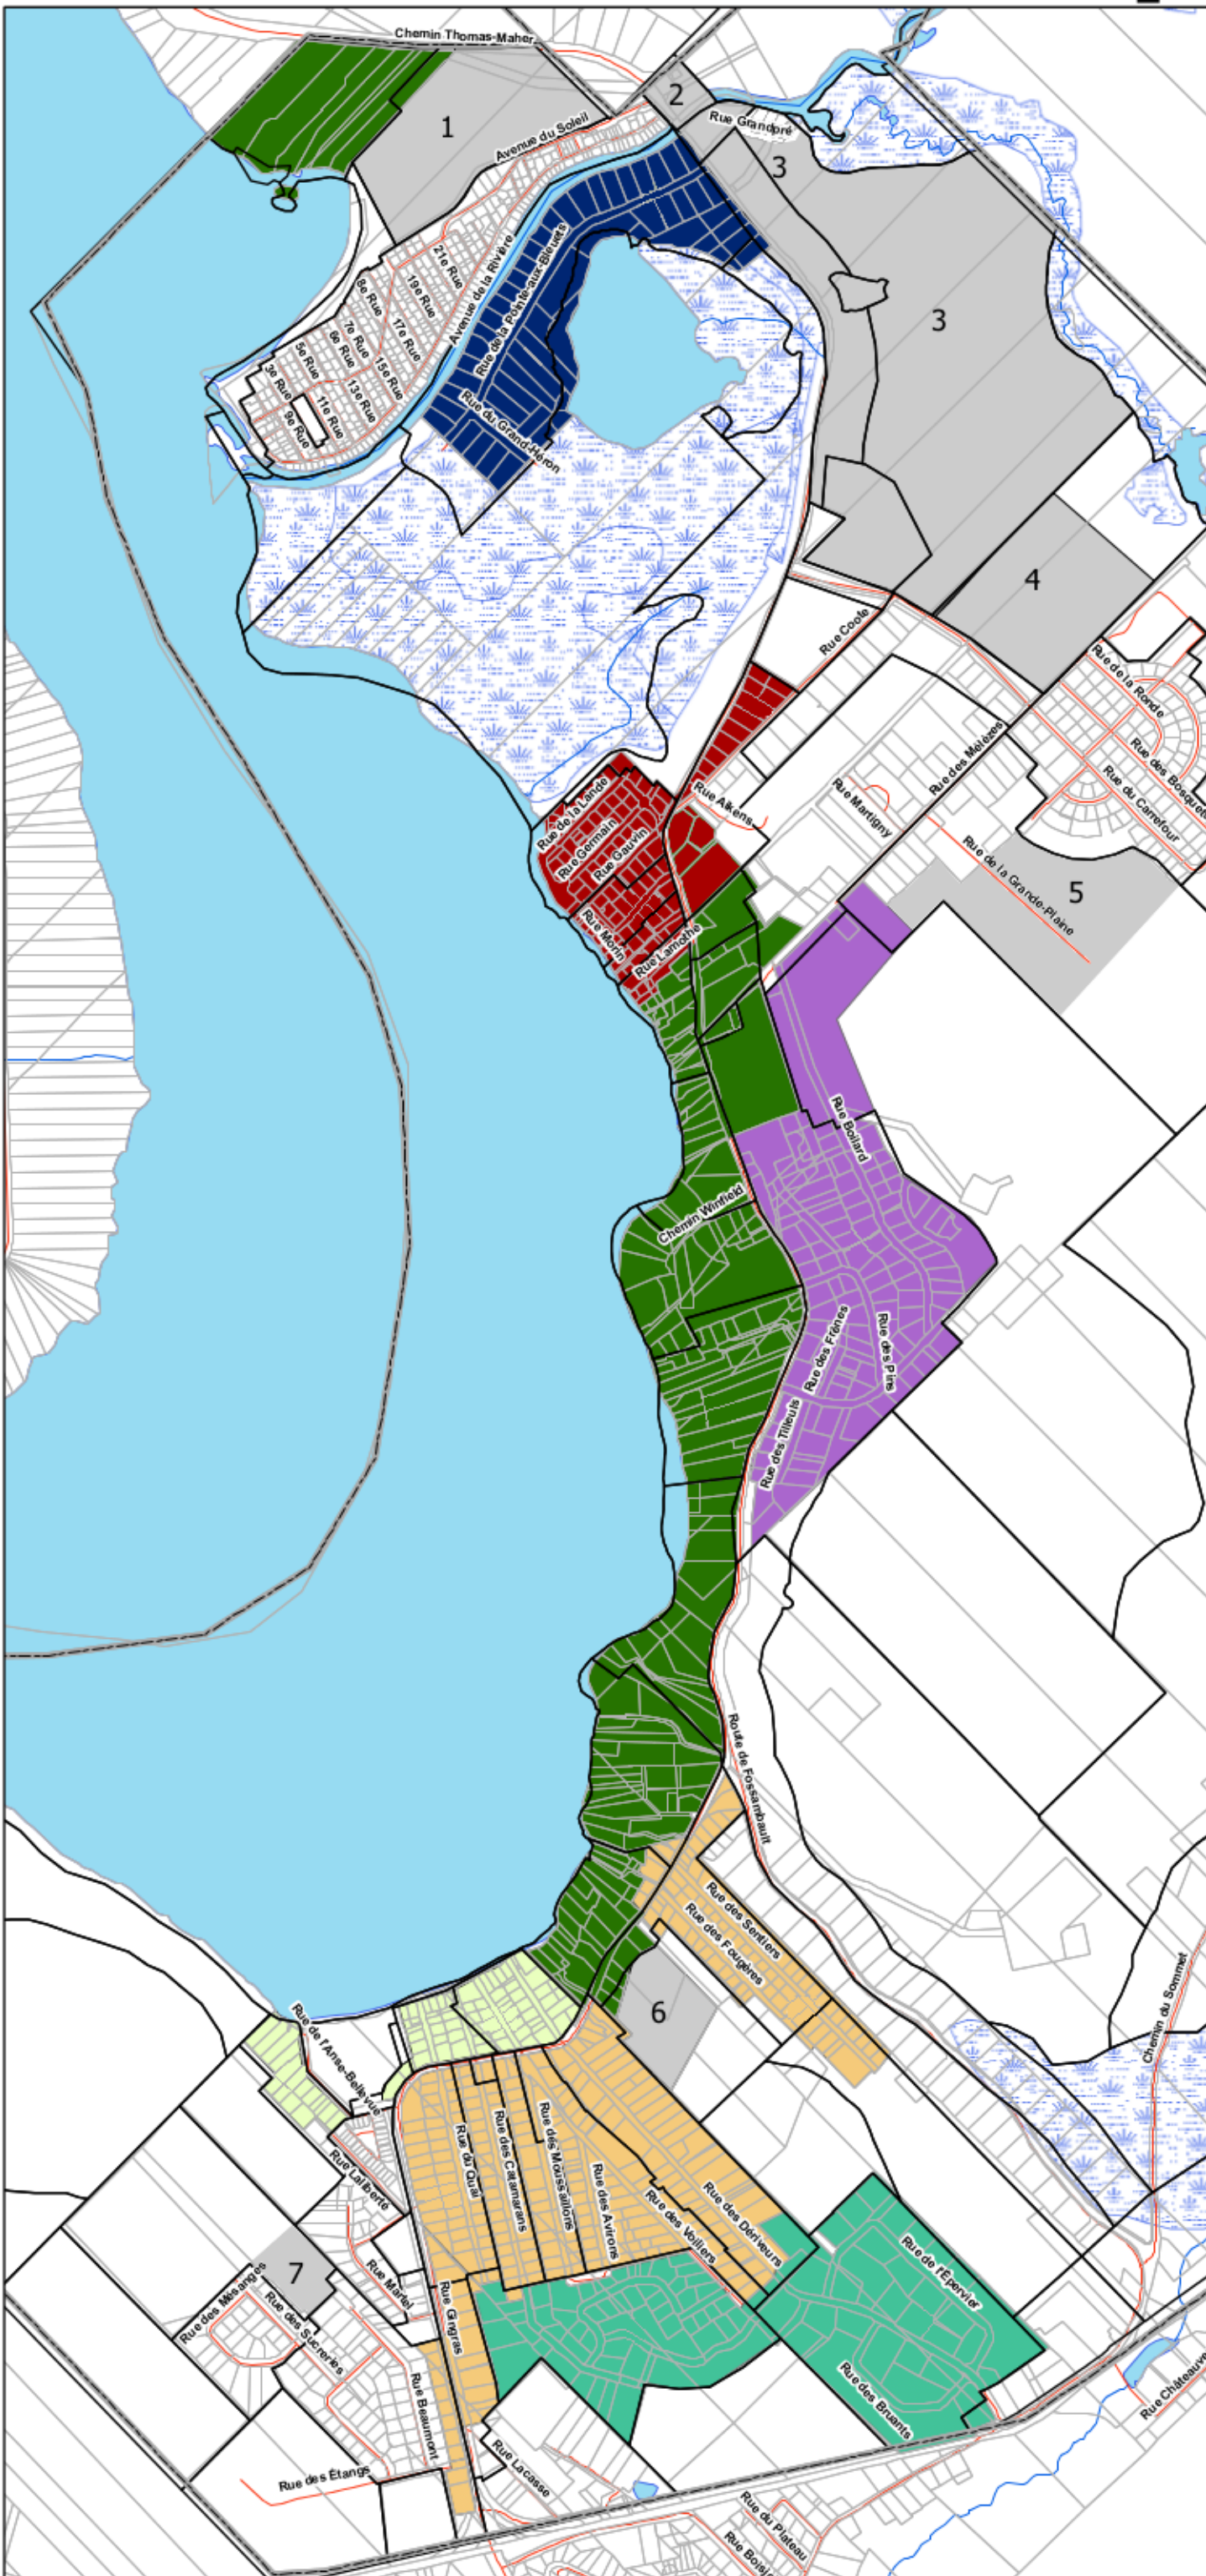 Chemin Thomas-Maher
1
2
Avenue du Soleil
Rue Grandpré
3
21e Rue
19e Rue
8e Rue
17e Rue
7e Rue
6e Rue
5e Rue
15e Rue
3e Rue
13e Rue
11e Rue
9e Rue
Avenue de la Rivière
Rue de la Pointe-aux-Bleuets
Rue du Grand-Héron
3
4
Rue Coote
Rue de la Ronde
Rue des Bosquets
Rue du Carrefour
Rue des Mélèzes
Rue Martigny
Rue Aikens
Rue de la Lande
Rue Germain
Rue Gauvin
Rue de la Grande-Plaine
5
Rue Morin
Rue Lamothe
Rue Boilard
Chemin Winfield
Rue des Frênes
Rue des Pins
Rue des Tilleuls
Route de Fossambault
Rue des Sentiers
Rue des Fougères
Chemin du Sommet
6
Rue de l'Anse-Bellevue
Rue Laliberté
Rue du Quai
Rue des Catamarans
Rue des Moussaillons
Rue des Avirons
Rue des Voiliers
Rue des Dériveurs
Rue de l'Épervier
7
Rue Martel
Rue des Mésanges
Rue des Sucreries
Rue Gingras
Rue Beaumont
Rue des Bruants
Rue Lacasse
Rue des Étangs
Rue du Plateau